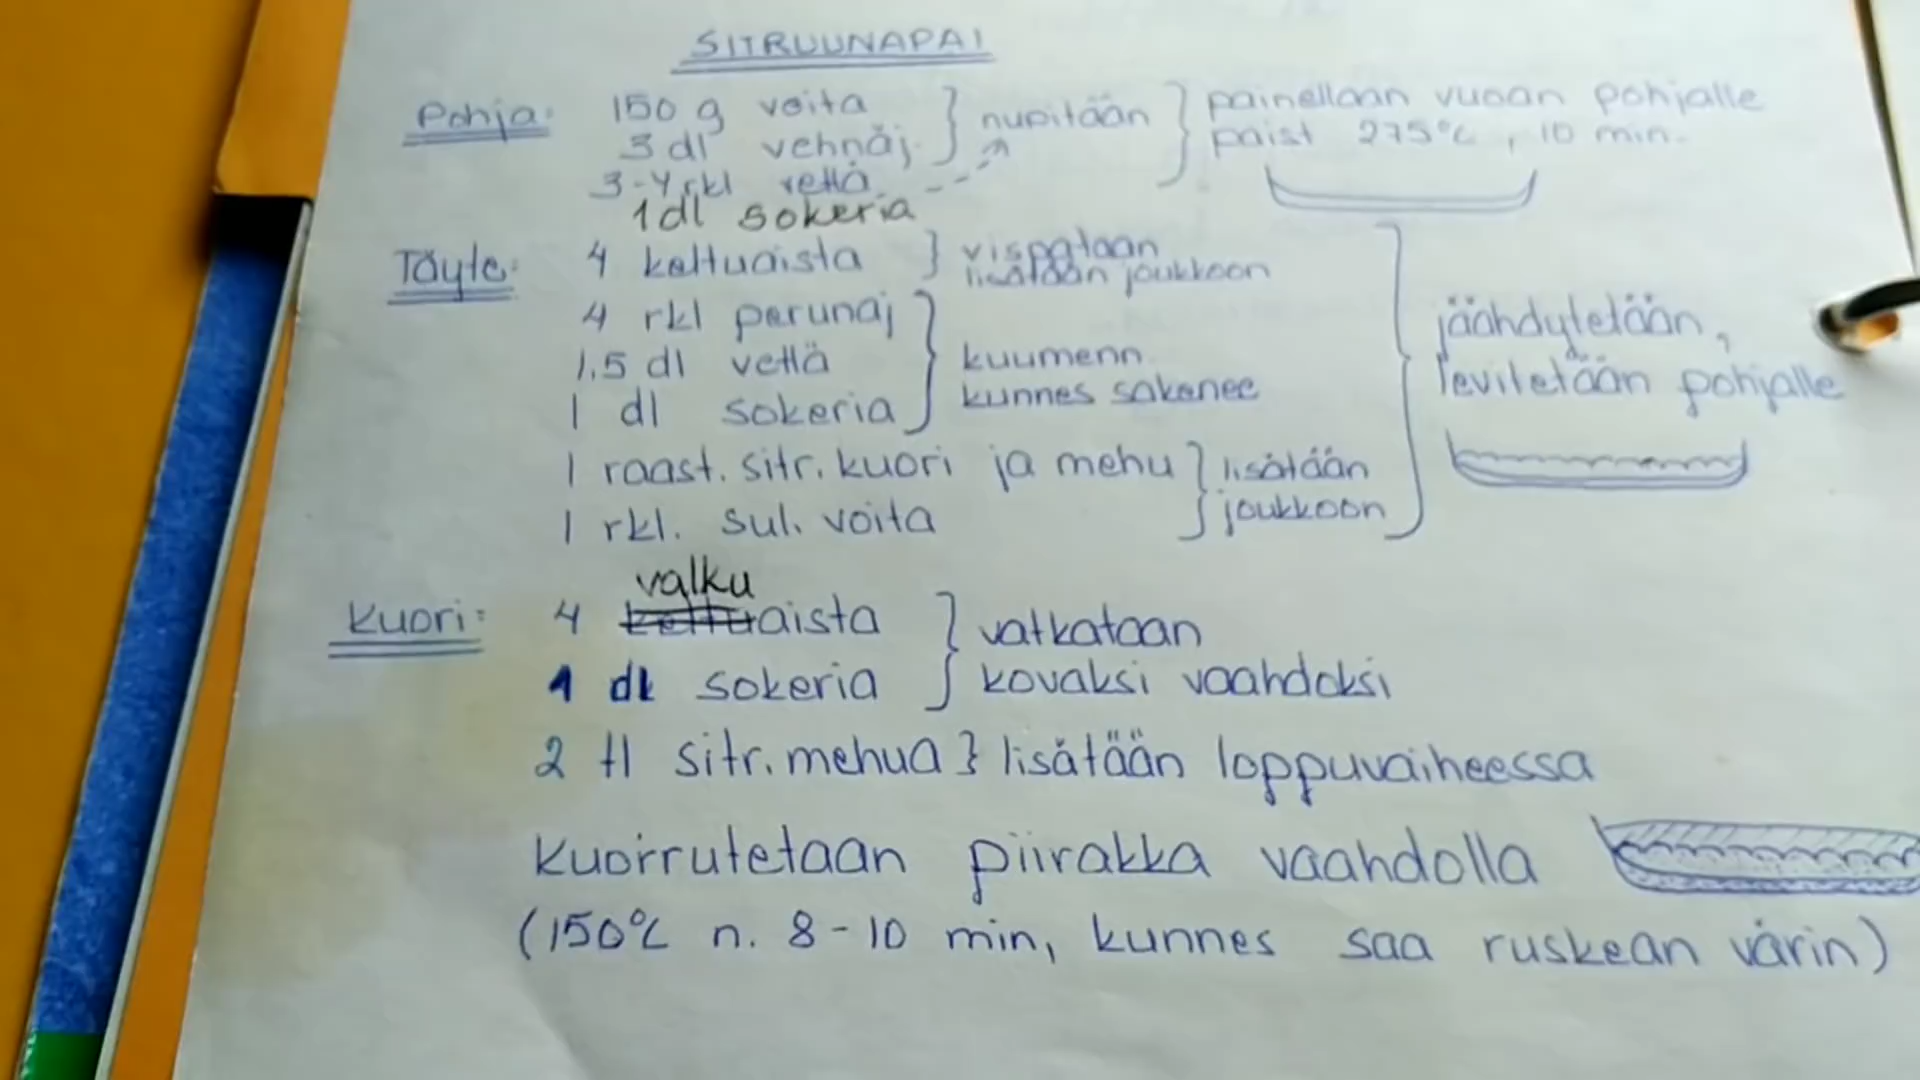 SITRUUNAPAI
Pohja: 150 g voita } nypitään } painellaan vuoan pohjalle
3 dl vehnäj. paist 275°C, 10 min.
3-4 rkl vettä
1 dl sokeria
Täyte: 4 keltuaista } vispataan
lisätään joukkoon
4 rkl perunaj
1.5 dl vettä } kuumenn.
1 dl sokeria kunnes sakenee
jäähdytetään,
levitetään pohjalle
1 raast. sitr. kuori ja mehu } lisätään
1 rkl. sul. voita joukkoon
valku
Kuori: 4 keltuaista } vatkataan
1 dl sokeria kovaksi vaahdoksi
2 tl sitr. mehua } lisätään loppuvaiheessa
Kuorrutetaan piirakka vaahdolla
(150°C n. 8-10 min, kunnes saa ruskean värin)